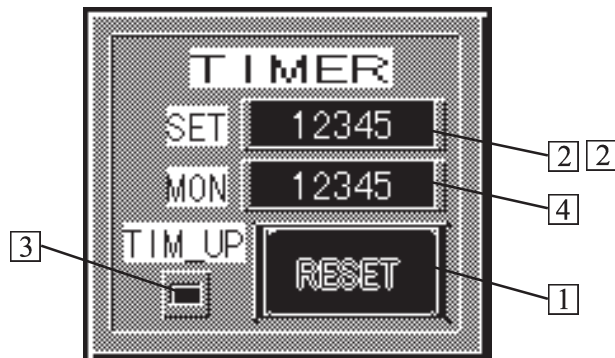 TIMER
SET 12345 2 2
MON 12345 4
TIM_UP
3
RESET 1